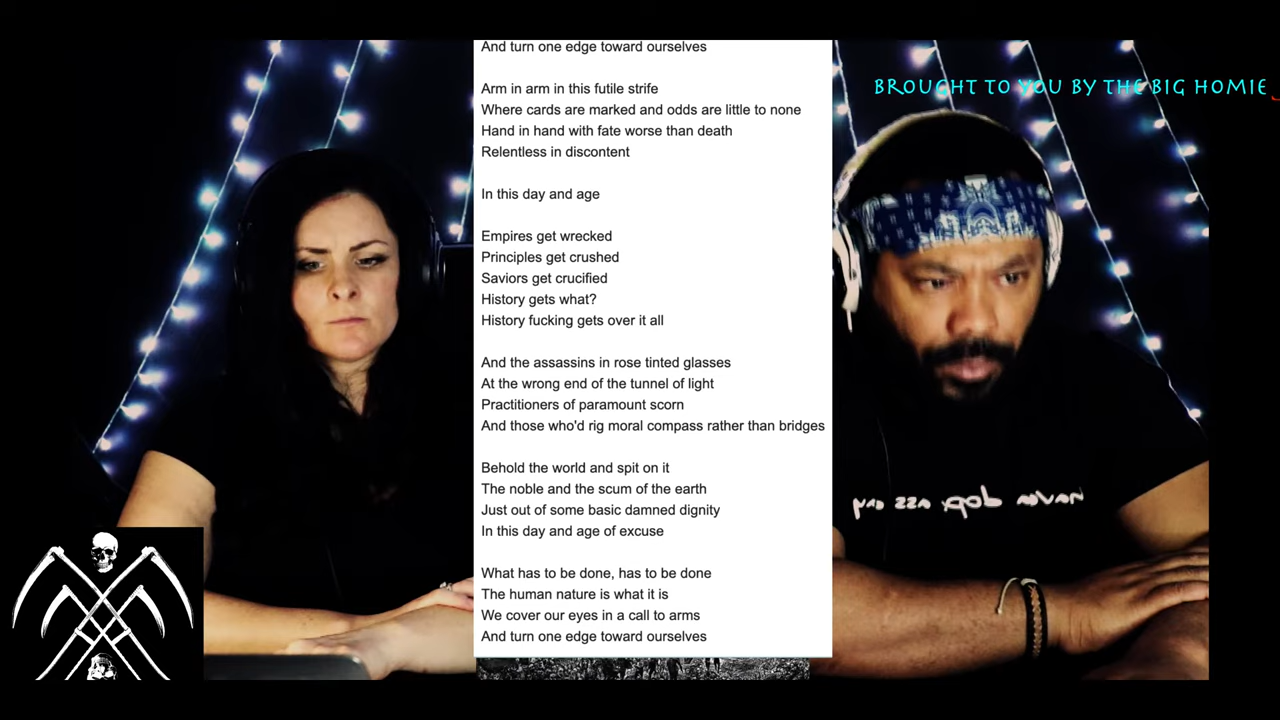 And turn one edge toward ourselves
Arm in arm in this futile strife
Where cards are marked and odds are little to none
Hand in hand with fate worse than death
Relentless in discontent
In this day and age
Empires get wrecked
Principles get crushed
Saviors get crucified
History gets what?
History fucking gets over it all
And the assassins in rose tinted glasses
At the wrong end of the tunnel of light
Practitioners of paramount scorn
And those who'd rig moral compass rather than bridges
Behold the world and spit on it
The noble and the scum of the earth
Just out of some basic damned dignity
In this day and age of excuse
What has to be done, has to be done
The human nature is what it is
We cover our eyes in a call to arms
And turn one edge toward ourselves
BROUGHT TO YOU BY THE BIG HOMIE